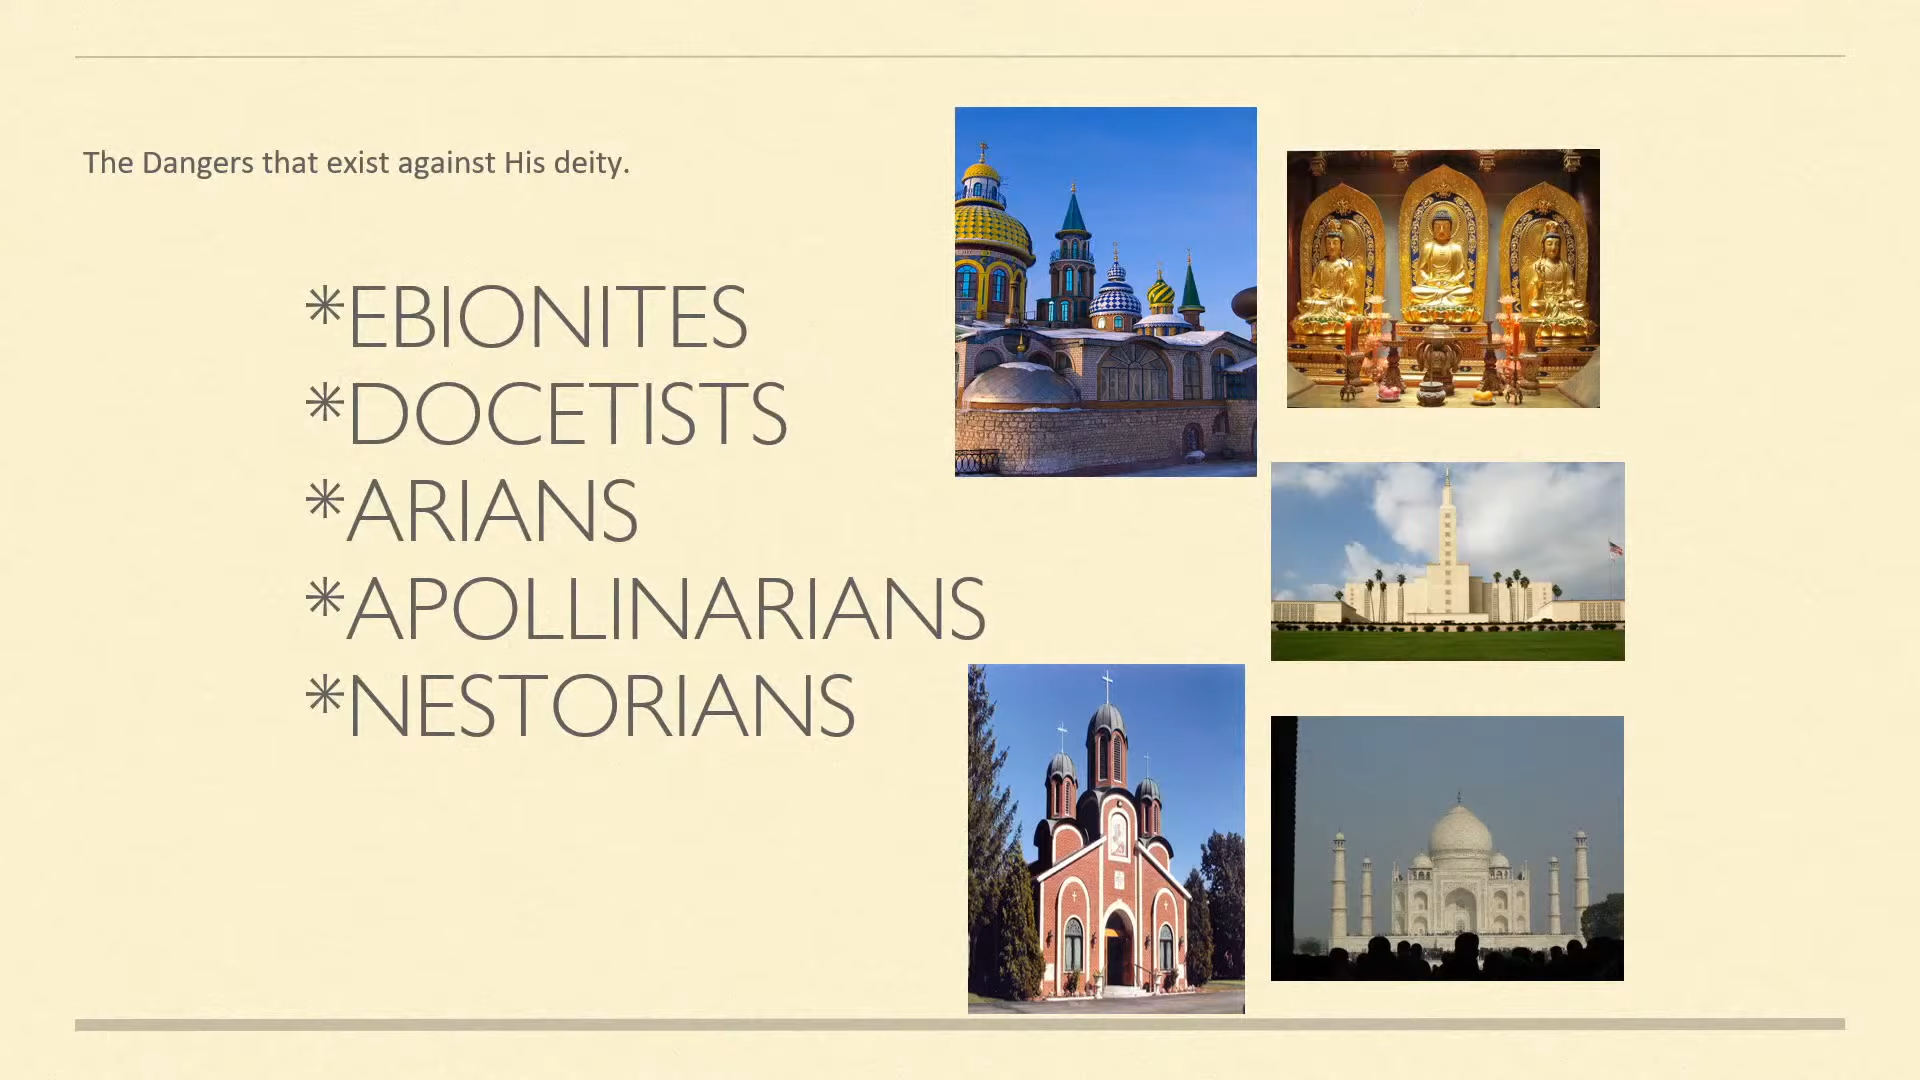 The Dangers that exist against His deity.
*EBIONITES
*DOCETISTS
*ARIANS
*APOLLINARIANS
*NESTORIANS